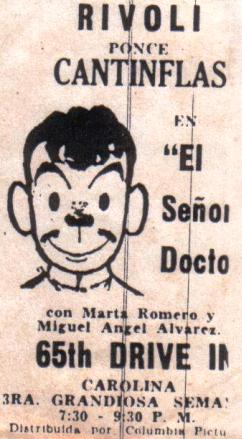 RIVOLI
PONCE
CANTINFLAS
EN
"El
Señor
Docto
con Marta Romero y
Miguel Angel Alvarez.
65th DRIVE IN
CAROLINA
3RA. GRANDIOSA SEMA
7:30 - 9:30 P. M.
Distribuida por Columbia Pictu